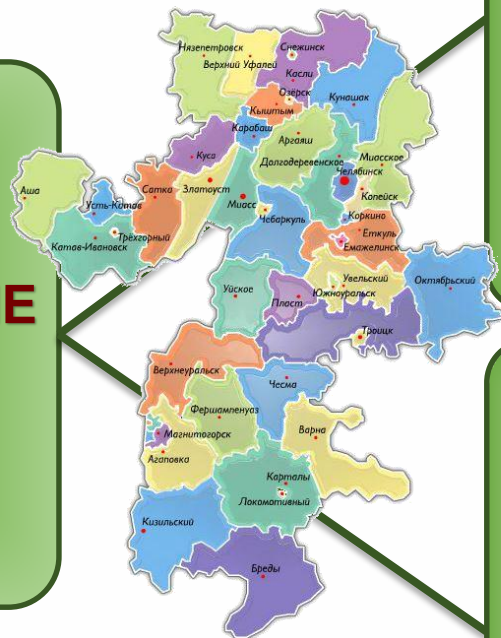 Нязепетровск
Верхний Уфалей
Снежинск
Касли
Озёрск
Кунашак
Кыштым
Карабаш
Аргаяш
Куса
Долгодеревенское
Миасское
Челябинск
Аша
Сатка
Златоуст
Усть-Катав
Миасс
Копейск
Чебаркуль
Коркино
Трёхгорный
Еткуль
Катав-Ивановск
Еманжелинск
Увельский
Октябрьский
Уйское
Южноуральск
Пласт
Е
Троицк
Верхнеуральск
Чесма
Фершампенуаз
Варна
Магнитогорск
Агаповка
Карталы
Локомотивный
Кизильский
Бреды